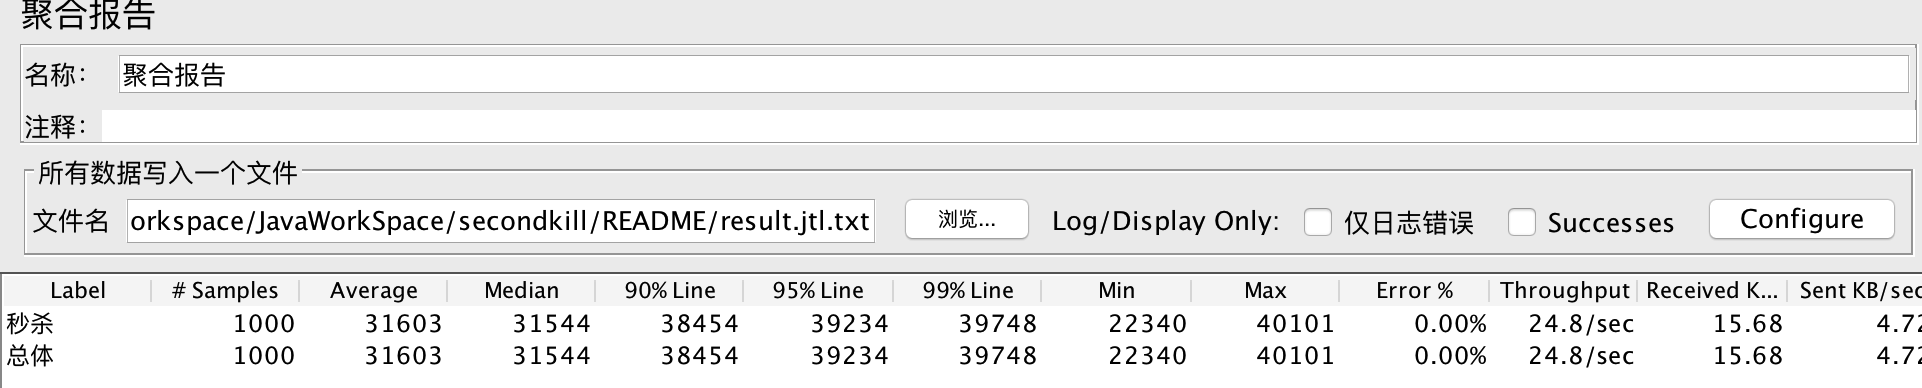 聚合报告
名称： 聚合报告
注释：
所有数据写入一个文件
文件名 orkspace/JavaWorkSpace/secondkill/README/result.jtl.txt 浏览... Log/Display Only: 仅日志错误 Successes Configure
Label # Samples Average Median 90% Line 95% Line 99% Line Min Max Error % Throughput Received K... Sent KB/sec
秒杀 1000 31603 31544 38454 39234 39748 22340 40101 0.00% 24.8/sec 15.68 4.72
总体 1000 31603 31544 38454 39234 39748 22340 40101 0.00% 24.8/sec 15.68 4.72